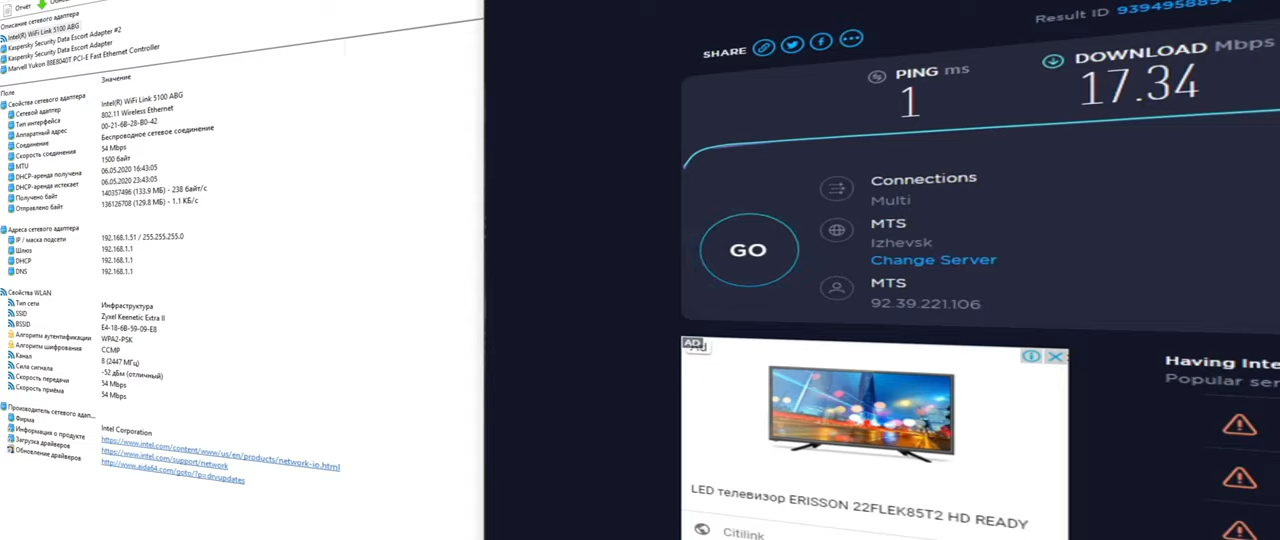 Отчёт
Описание сетевого адаптера
Intel(R) WiFi Link 5100 ABG
Kaspersky Security Data Escort Adapter #2
Kaspersky Security Data Escort Adapter
Marvell Yukon 88E8040T PCI-E Fast Ethernet Controller
Поле Значение
Свойства сетевого адаптера
Сетевой адаптер Intel(R) WiFi Link 5100 ABG
Тип интерфейса 802.11 Wireless Ethernet
Аппаратный адрес 00-21-6B-28-B0-42
Соединение Беспроводное сетевое соединение
Скорость соединения 54 Mbps
MTU 1500 байт
DHCP-аренда получена 06.05.2020 16:43:05
DHCP-аренда истекает 06.05.2020 23:43:05
Получено байт 140357496 (133.9 МБ) - 238 байт/с
Отправлено байт 136126708 (129.8 МБ) - 1.1 КБ/с
Адреса сетевого адаптера
IP / маска подсети 192.168.1.51 / 255.255.255.0
Шлюз 192.168.1.1
DHCP 192.168.1.1
DNS 192.168.1.1
Свойства WLAN
Тип сети Инфраструктура
SSID Zyxel Keenetic Extra II
BSSID E4-18-6B-59-09-E8
Алгоритм аутентификации WPA2-PSK
Алгоритм шифрования CCMP
Канал 8 (2447 МГц)
Сила сигнала -52 дБм (отличный)
Скорость передачи 54 Mbps
Скорость приёма 54 Mbps
Производитель сетевого адап...
Фирма Intel Corporation
Информация о продукте https://www.intel.com/content/www/us/en/products/network-io.html
Загрузка драйверов https://www.intel.com/support/network
Обновление драйверов http://www.aida64.com/goto/?p=drvupdates
Result ID
SHARE
PING ms
1
DOWNLOAD Mbps
17.34
GO
Connections
Multi
MTS
Izhevsk
Change Server
MTS
92.39.221.106
AD
Ad
LED телевизор ERISSON 22FLEK85T2 HD READY
Citilink
Having Inte
Popular ser